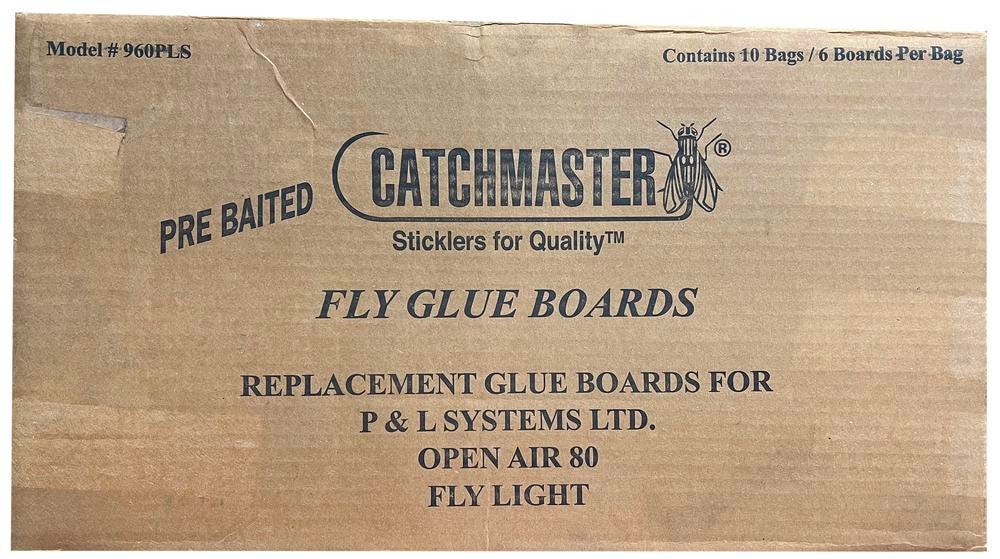 Model # 960PLS
Contains 10 Bags / 6 Boards Per Bag
CATCHMASTER®
PRE BAITED
Sticklers for Quality™
FLY GLUE BOARDS
REPLACEMENT GLUE BOARDS FOR
P & L SYSTEMS LTD.
OPEN AIR 80
FLY LIGHT